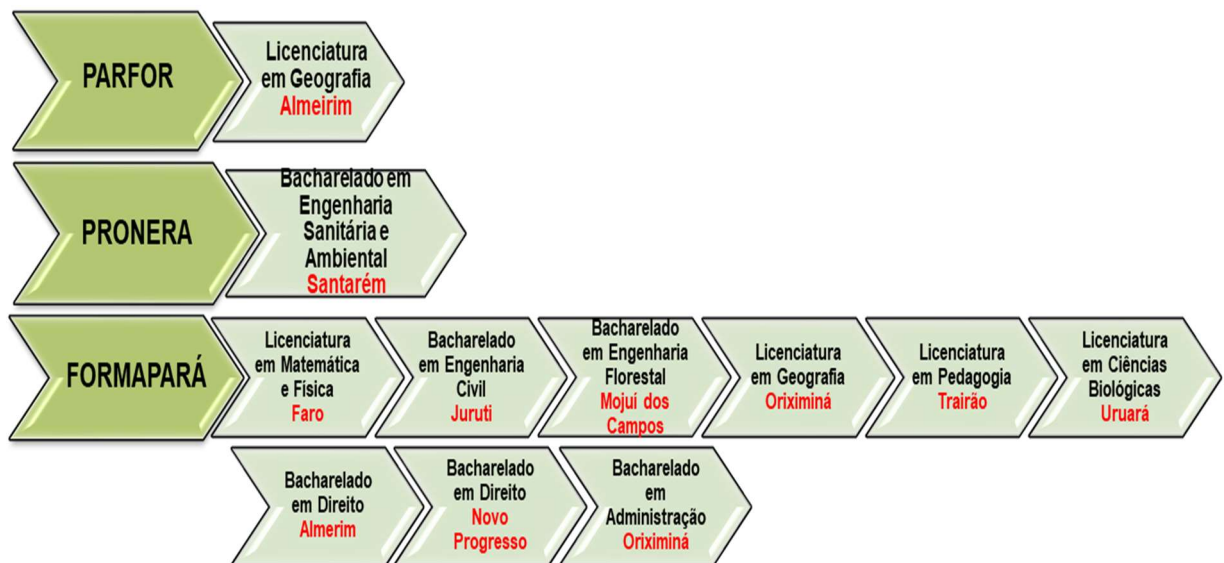 PARFOR
Licenciatura
em Geografia
Almeirim
PRONERA
Bacharelado em
Engenharia
Sanitária e
Ambiental
Santarém
FORMAPARÁ
Licenciatura
em Matemática
e Física
Faro
Bacharelado
em Engenharia
Civil
Juruti
Bacharelado
em Engenharia
Florestal
Mojui dos
Campos
Licenciatura
em Geografia
Oriximiná
Licenciatura
em Pedagogia
Trairão
Licenciatura
em Ciências
Biológicas
Uruará
Bacharelado
em Direito
Almerim
Bacharelado
em Direito
Novo
Progresso
Bacharelado
em
Administração
Oriximiná